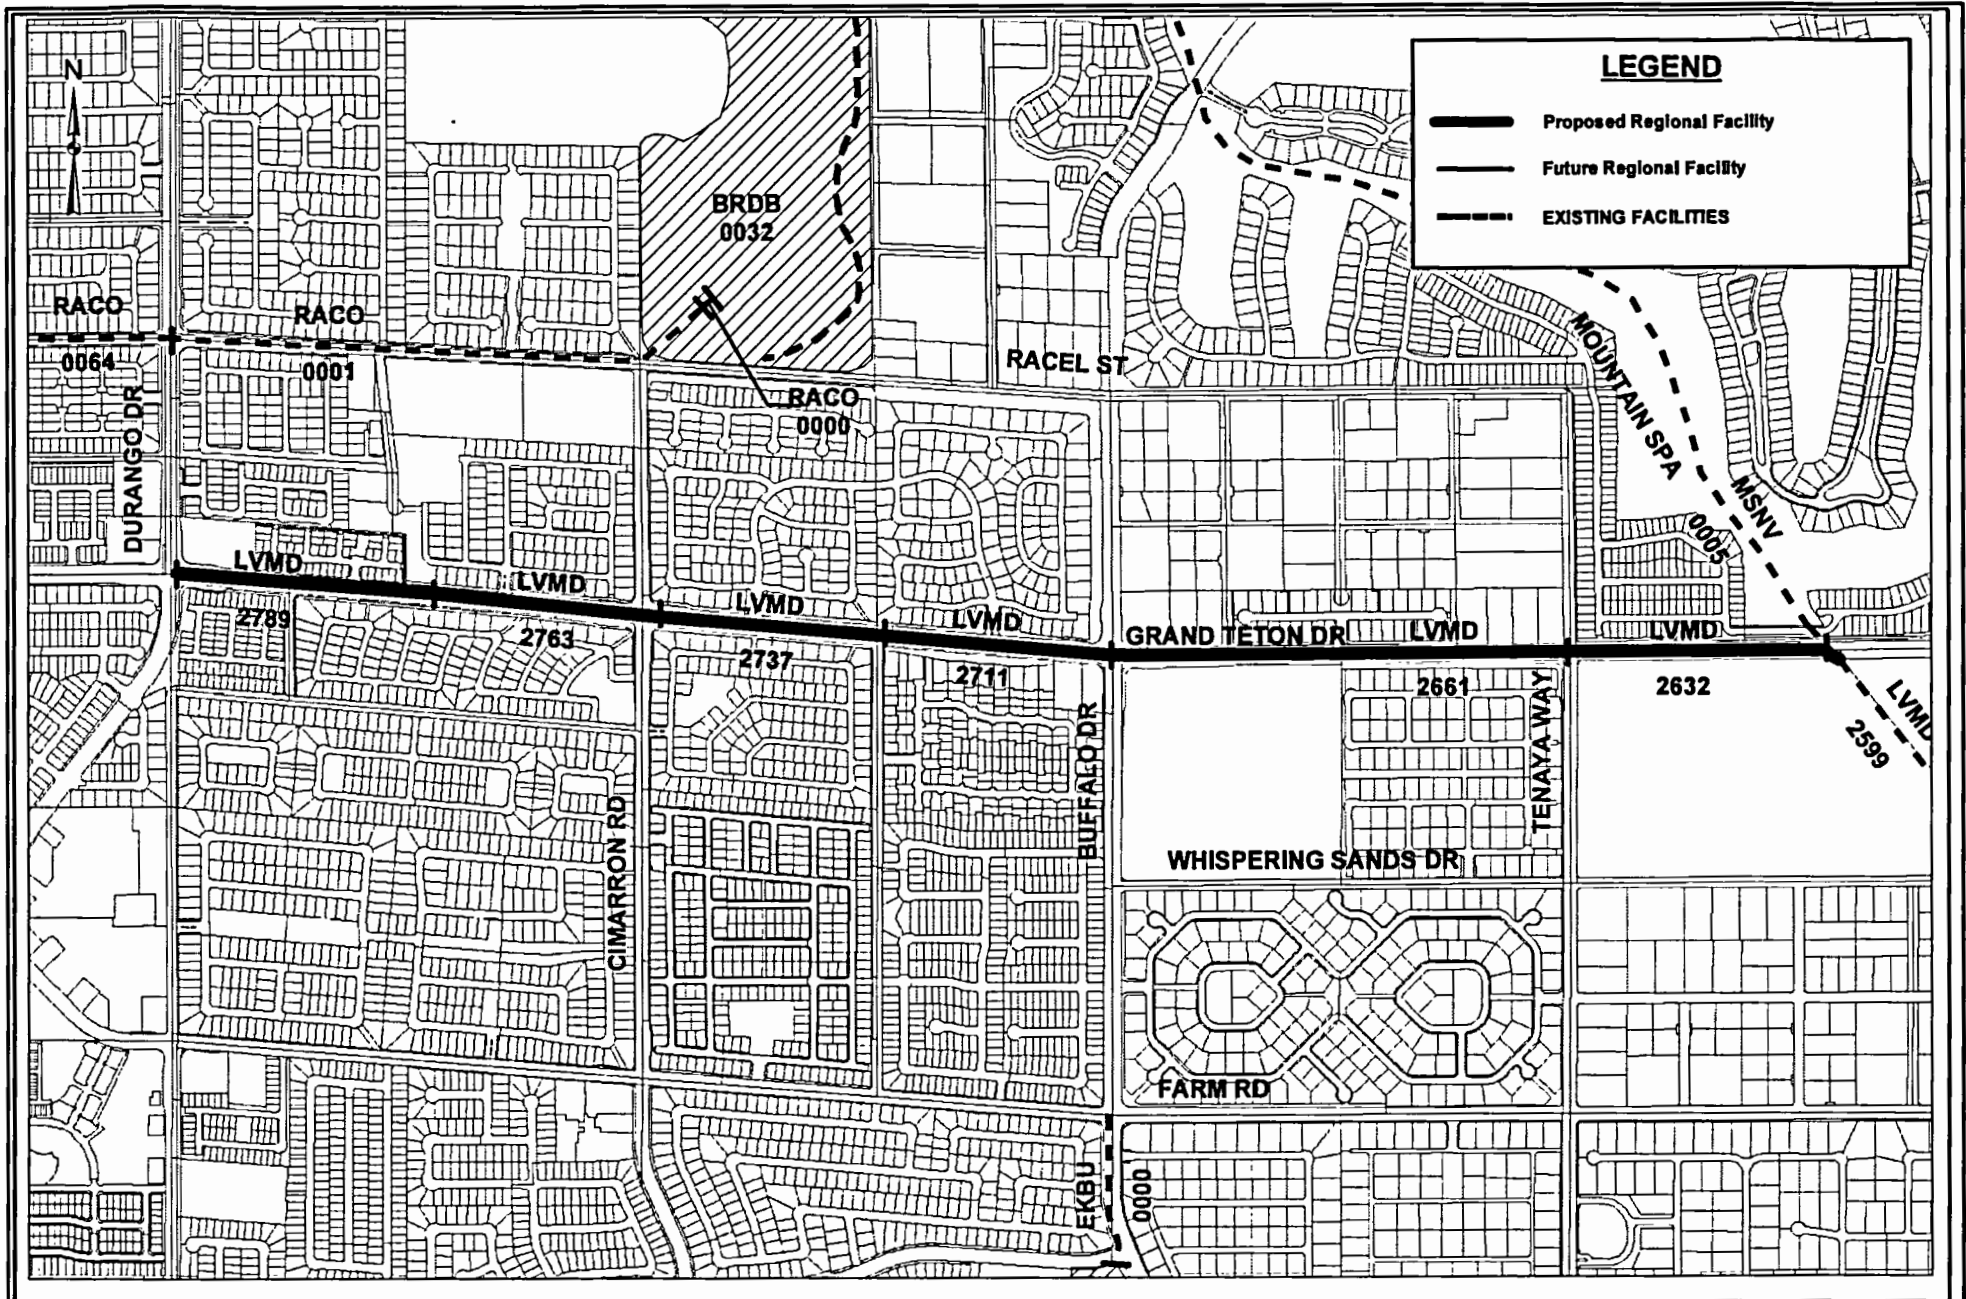 LEGEND
Proposed Regional Facility
Future Regional Facility
EXISTING FACILITIES
N
BRDB
0032
RACO
0064
RACO
0001
RACEL ST
RACO
0000
DURANGO DR
MOUNTAIN SPA
MSNV
0005
LVMD
2789
LVMD
2763
LVMD
2737
LVMD
2711
GRAND TETON DR
LVMD
2661
LVMD
2632
LVMD
2599
CIMARRON RD
BUFFALO DR
TENAYA WAY
WHISPERING SANDS DR
FARM RD
EKBU
0000